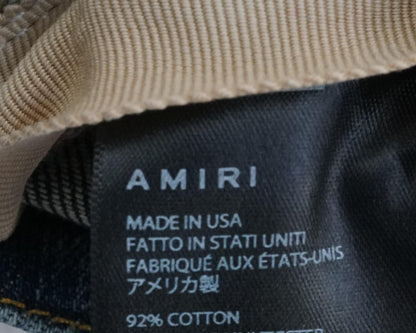 AMIRI
MADE IN USA
FATTO IN STATI UNITI
FABRIQUÉ AUX ÉTATS-UNIS
アメリカ製
92% COTTON